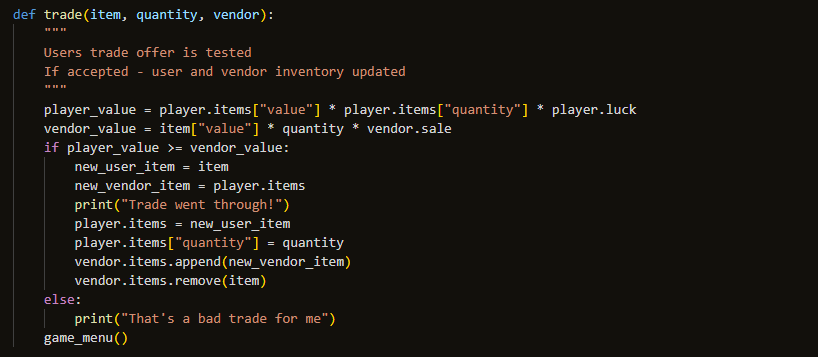 def trade(item, quantity, vendor):
    """
    Users trade offer is tested
    If accepted - user and vendor inventory updated
    """
    player_value = player.items["value"] * player.items["quantity"] * player.luck
    vendor_value = item["value"] * quantity * vendor.sale
    if player_value >= vendor_value:
        new_user_item = item
        new_vendor_item = player.items
        print("Trade went through!")
        player.items = new_user_item
        player.items["quantity"] = quantity
        vendor.items.append(new_vendor_item)
        vendor.items.remove(item)
    else:
        print("That's a bad trade for me")
    game_menu()